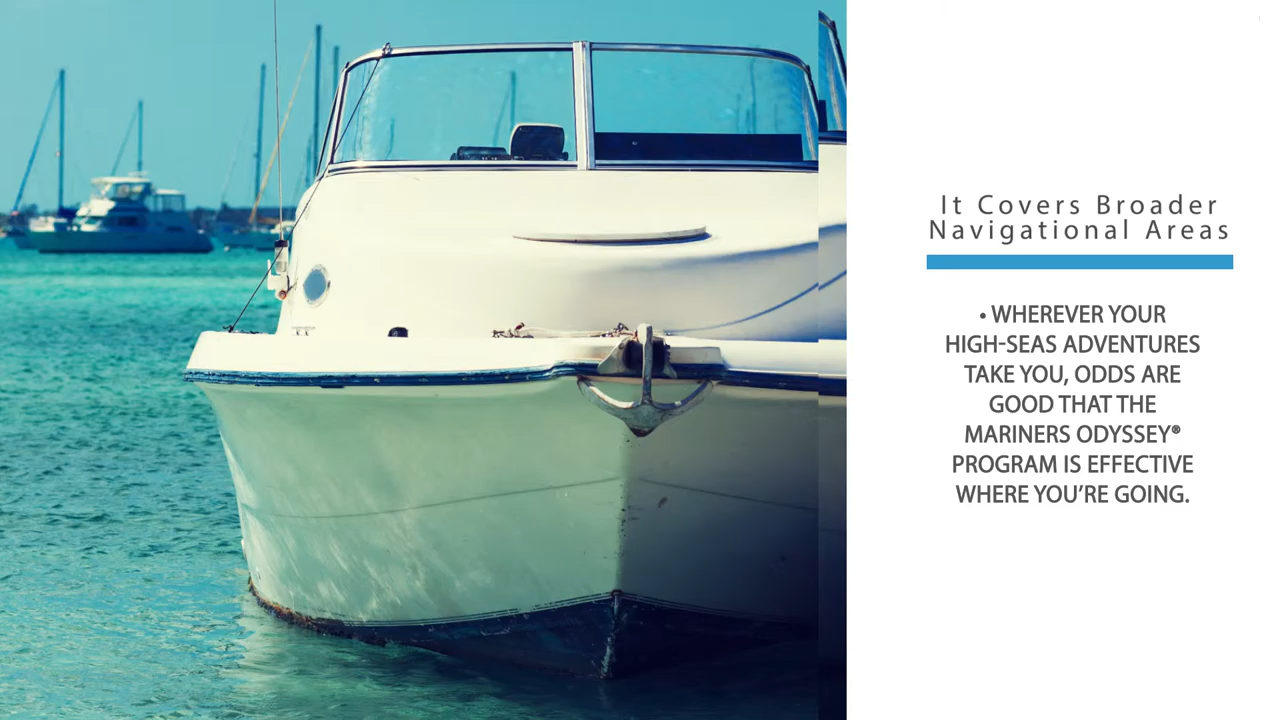 It Covers Broader
Navigational Areas
• WHEREVER YOUR
HIGH-SEAS ADVENTURES
TAKE YOU, ODDS ARE
GOOD THAT THE
MARINERS ODYSSEY®
PROGRAM IS EFFECTIVE
WHERE YOU’RE GOING.